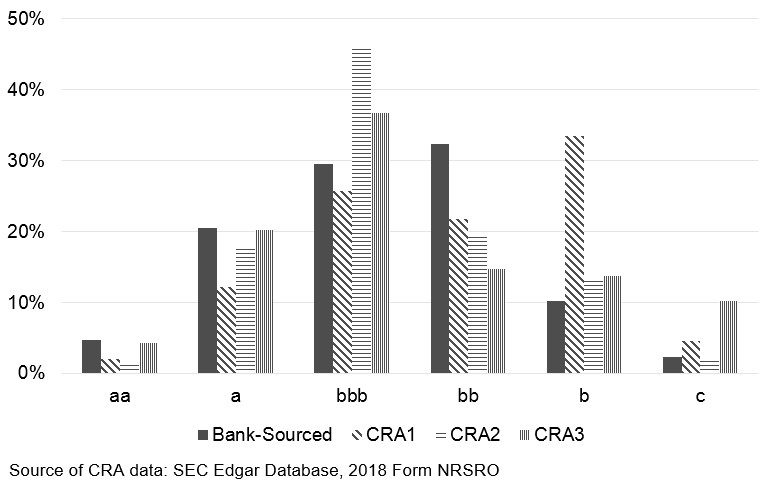 50%
40%
30%
20%
10%
0%
aa a bbb bb b c
Bank-Sourced CRA1 CRA2 CRA3
Source of CRA data: SEC Edgar Database, 2018 Form NRSRO